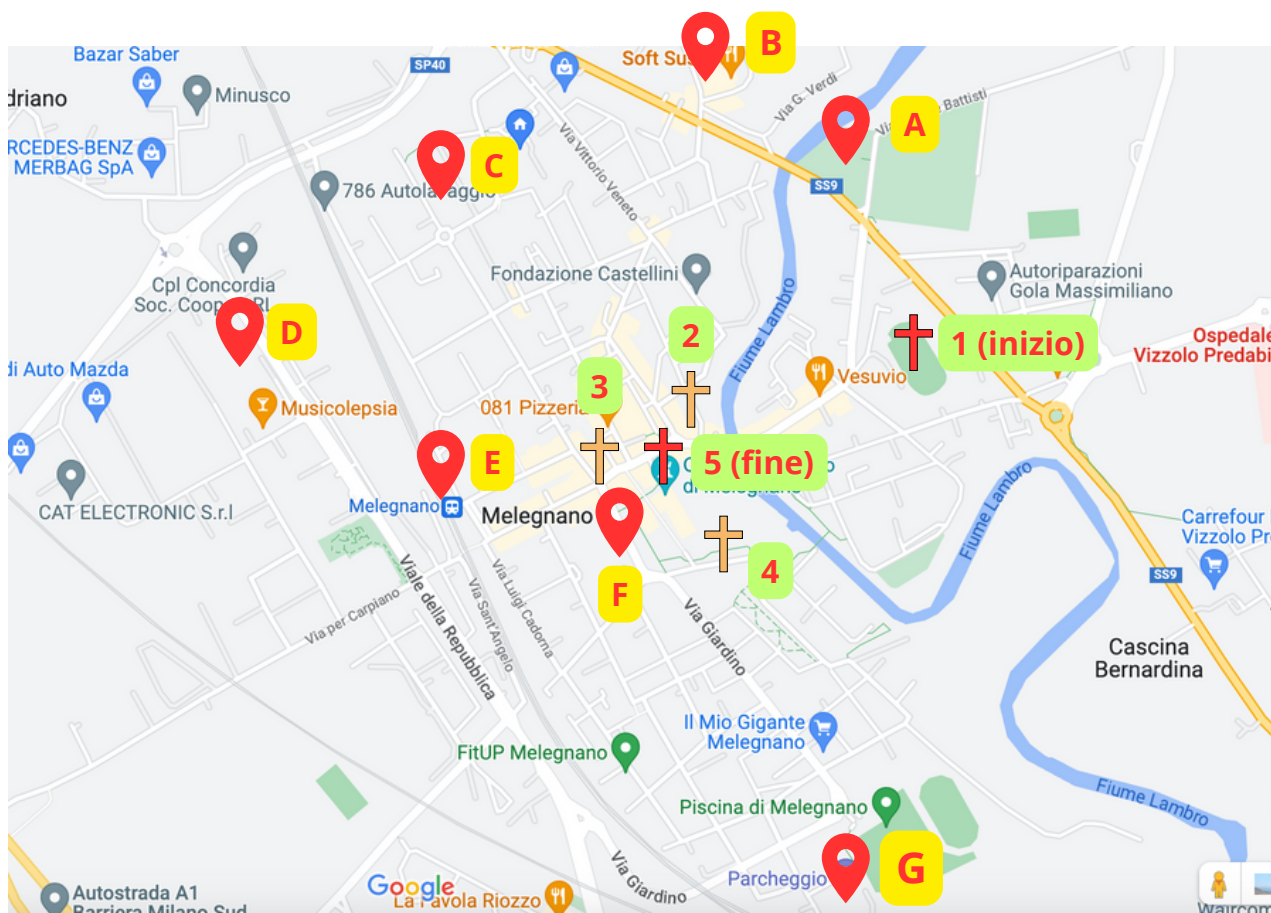 B
Bazar Saber
SP40
Soft Sus
Minusco
driano
Via G. Verdi
Battisti
A
RCEDES-BENZ
MERBAG SpA
Via Vittorio Veneto
C
786 Autolavaggio
SS9
Fondazione Castellini
Autoriparazioni
Gola Massimiliano
Cpl Concordia
Soc. Coop
RL
Fiume Lambro
D
2
1 (inizio)
Ospedale
Vizzolo Predabi
di Auto Mazda
3
Vesuvio
Musicolepsia
081 Pizzeria
E
5 (fine)
di Melegnano
CAT ELECTRONIC S.r.l
Melegnano
Melegnano
Fiume Lambro
Carrefour
Vizzolo Pr
4
SS9
F
Via per Carpiano
Viale della Repubblica
Via Sant'Angelo
Via Luigi Cadorna
Via Giardino
Cascina
Bernardina
Il Mio Gigante
Melegnano
FitUP Melegnano
Piscina di Melegnano
Fiume Lambro
G
Parcheggio
Via Giardino
Google
La Tavola Riozzo
Autostrada A1
Barriera Milano Sud